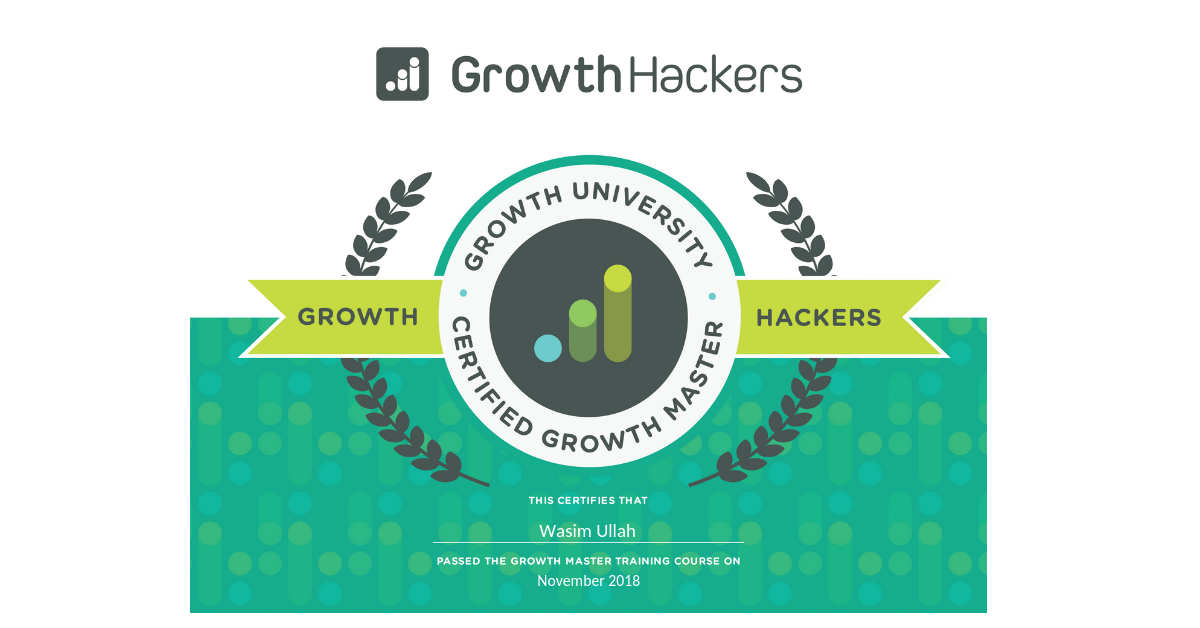 GrowthHackers
GROWTH UNIVERSITY
GROWTH
HACKERS
CERTIFIED GROWTH MASTER
THIS CERTIFIES THAT
Wasim Ullah
PASSED THE GROWTH MASTER TRAINING COURSE ON
November 2018